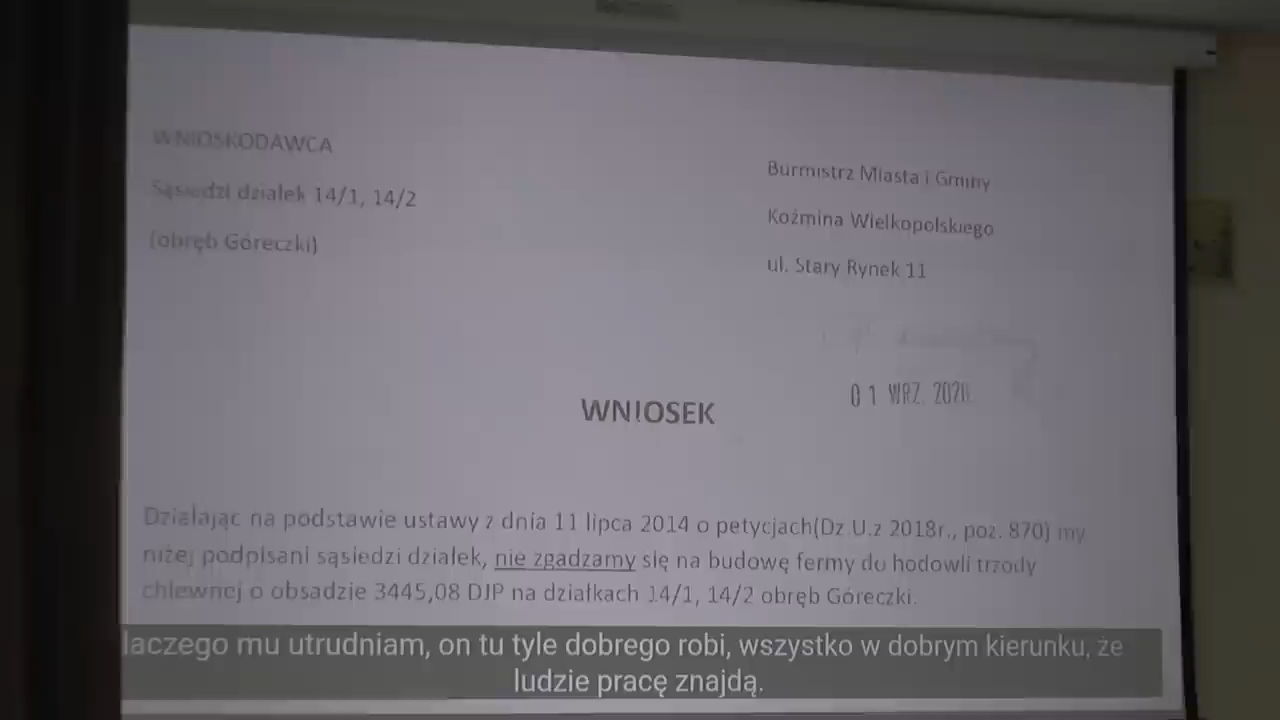 WNIOSKODAWCA
Sąsiedzi działek 14/1, 14/2
(obręb Góreczki)
Burmistrz Miasta i Gminy
Koźmina Wielkopolskiego
ul. Stary Rynek 11
01 WRZ. 2020
WNIOSEK
Działając na podstawie ustawy z dnia 11 lipca 2014 o petycjach(Dz.U.z 2018r., poz. 870) my
niżej podpisani sąsiedzi działek, nie zgadzamy się na budowę fermy do hodowli trzody
chlewnej o obsadzie 3445,08 DJP na działkach 14/1, 14/2 obręb Góreczki.
laczego mu utrudniam, on tu tyle dobrego robi, wszystko w dobrym kierunku, że
ludzie pracę znajdą.